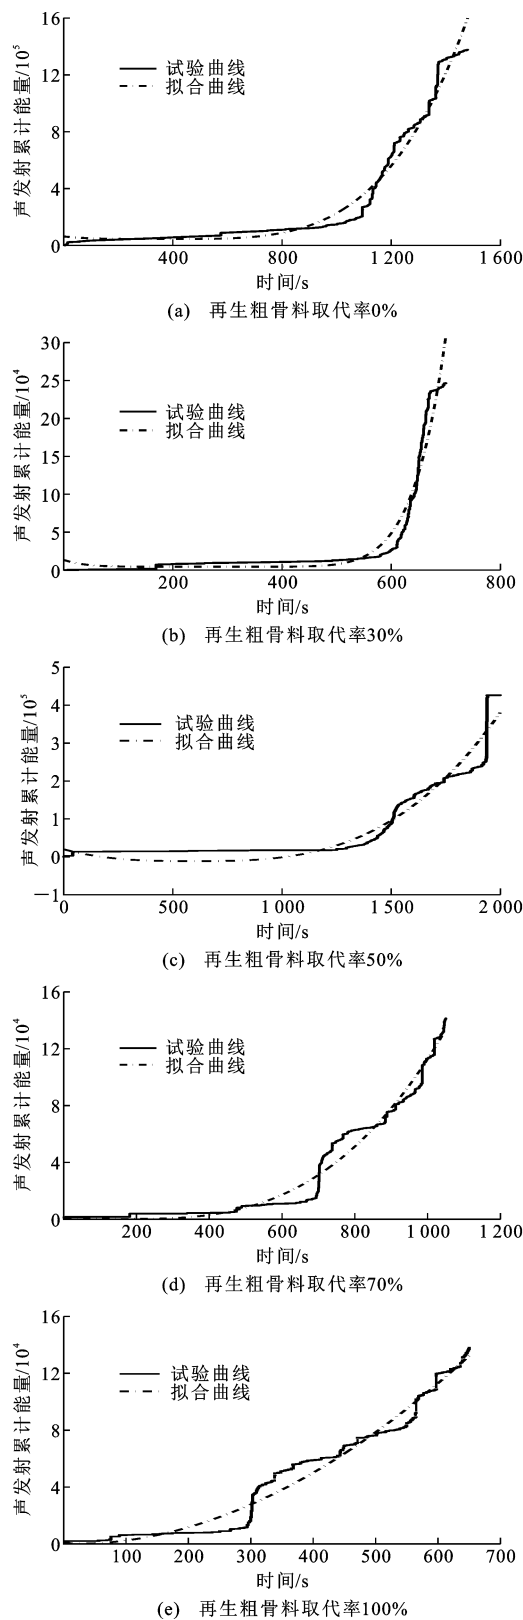 16
12
8
4
0
声发射累计能量/10⁵
试验曲线
拟合曲线
400 800 1 200 1 600
时间/s
(a) 再生粗骨料取代率0%
30
25
20
15
10
5
0
声发射累计能量/10⁴
试验曲线
拟合曲线
200 400 600 800
时间/s
(b) 再生粗骨料取代率30%
5
4
3
2
1
0
−1
声发射累计能量/10⁵
试验曲线
拟合曲线
0 500 1 000 1 500 2 000
时间/s
(c) 再生粗骨料取代率50%
16
12
8
4
0
声发射累计能量/10⁴
试验曲线
拟合曲线
200 400 600 800 1 000 1 200
时间/s
(d) 再生粗骨料取代率70%
16
12
8
4
0
声发射累计能量/10⁴
试验曲线
拟合曲线
100 200 300 400 500 600 700
时间/s
(e) 再生粗骨料取代率100%